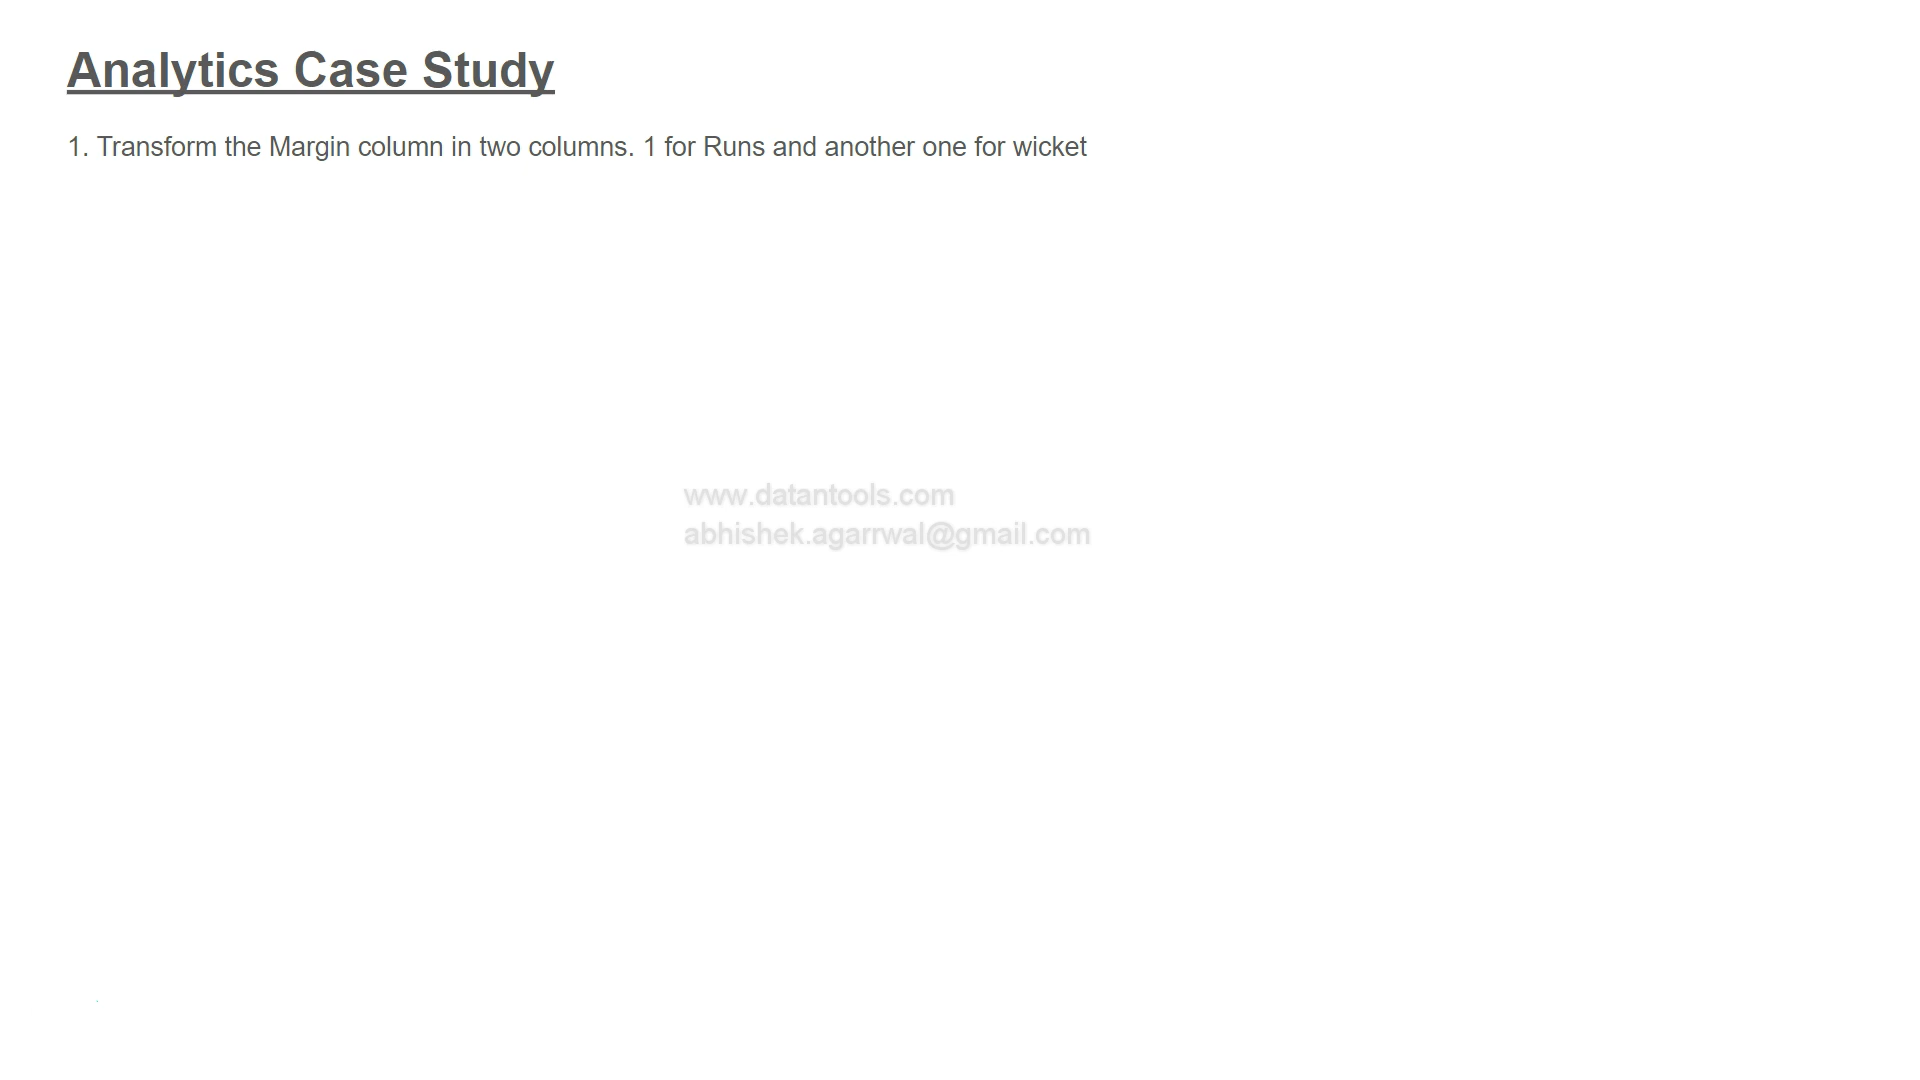 Analytics Case Study
1. Transform the Margin column in two columns. 1 for Runs and another one for wicket
www.datantools.com
abhishek.agarrwal@gmail.com